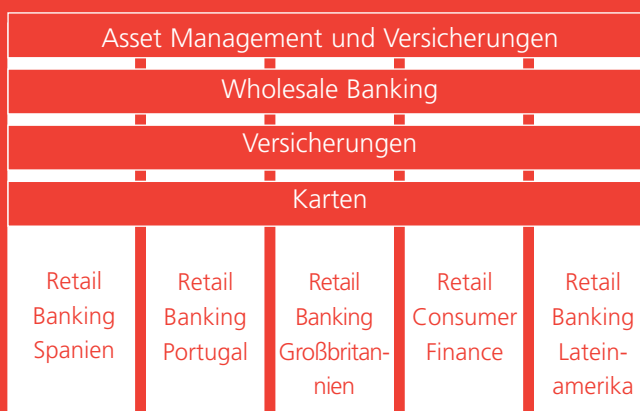 Asset Management und Versicherungen
Wholesale Banking
Versicherungen
Karten
Retail
Banking
Spanien
Retail
Banking
Portugal
Retail
Banking
Großbritan-
nien
Retail
Consumer
Finance
Retail
Banking
Latein-
amerika